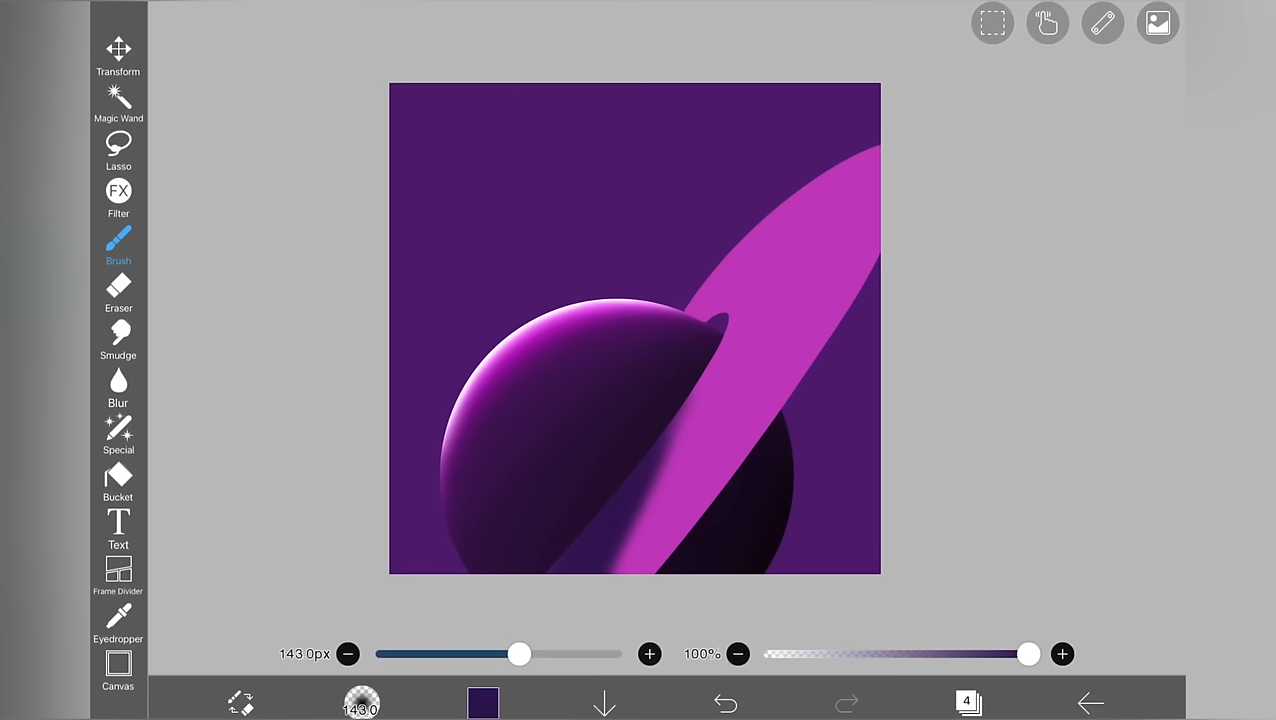 Transform
Magic Wand
Lasso
FX
Filter
Brush
Eraser
Smudge
Blur
Special
Bucket
T
Text
Frame Divider
Eyedropper
Canvas
143.0px
100%
143.0
4